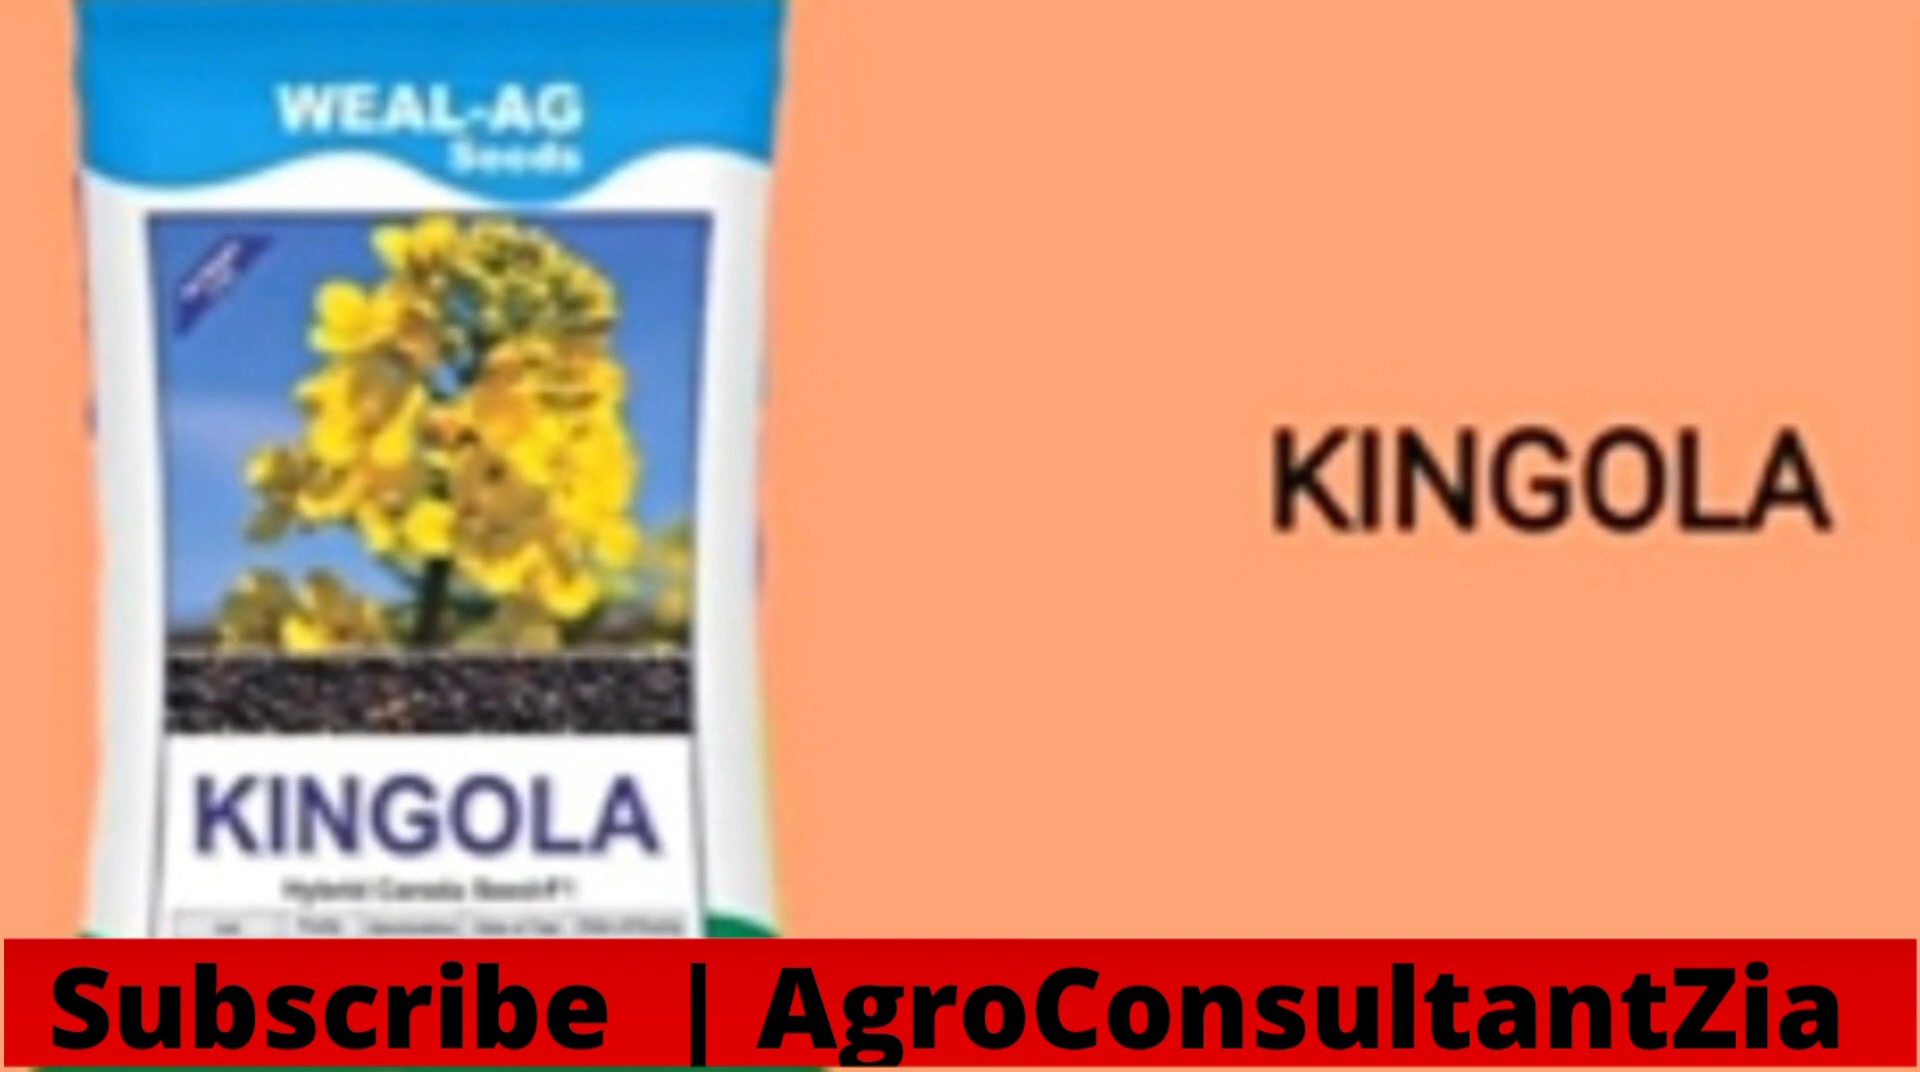 WEAL-AG
Seeds
KINGOLA
Hybrid Canola Seed-F1
KINGOLA
Subscribe | AgroConsultantZia